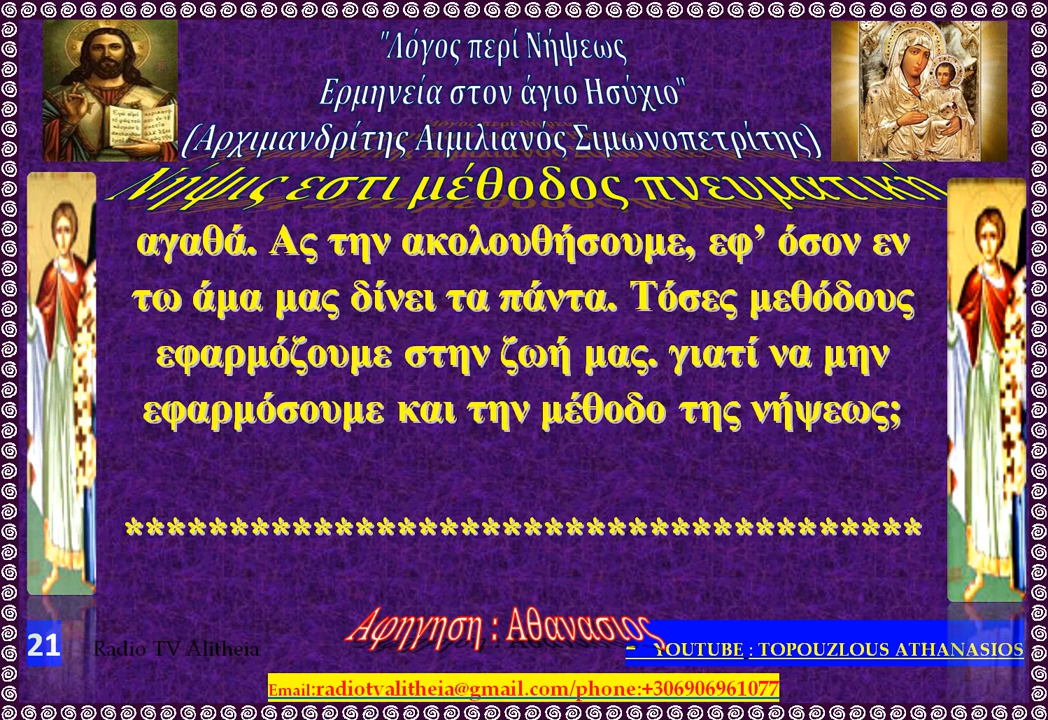 "Λόγος περί Νήψεως
Ερμηνεία στον άγιο Ησύχιο"
(Αρχιμανδρίτης Αιμιλιανός Σιμωνοπετρίτης)
Νήψις εστι μέθοδος πνευματική
αγαθά. Ας την ακολουθήσουμε, εφ’ όσον εν
τω άμα μας δίνει τα πάντα. Τόσες μεθόδους
εφαρμόζουμε στην ζωή μας. γιατί να μην
εφαρμόσουμε και την μέθοδο της νήψεως;
**************************************
Αφηγηση : Αθανασιος
21 Radio TV Alitheia - YOUTUBE : TOPOUZLOUS ATHANASIOS
Email:radiotvalitheia@gmail.com/phone:+306906961077